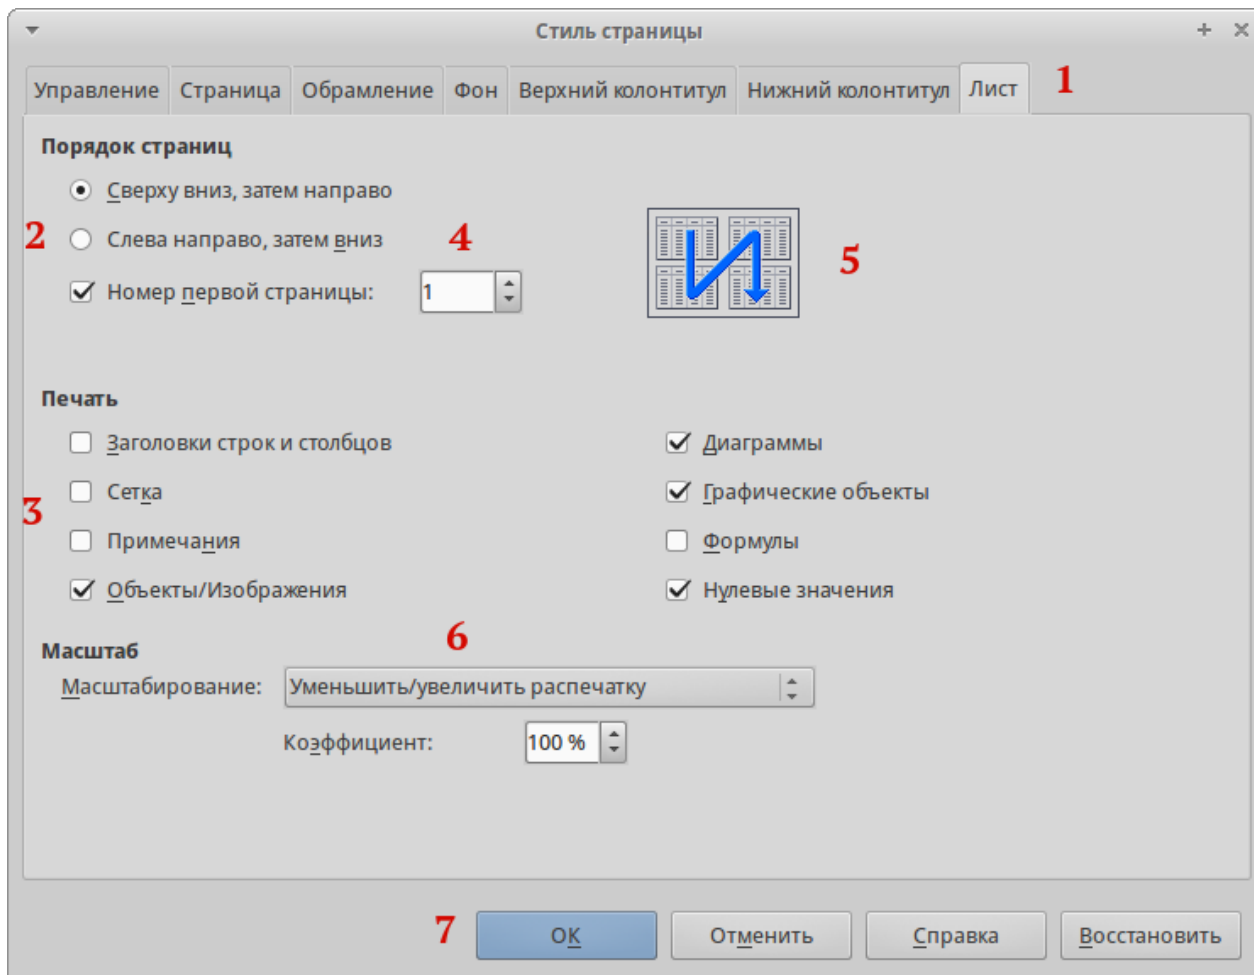 Стиль страницы
Управление Страница Обрамление Фон Верхний колонтитул Нижний колонтитул Лист 1
Порядок страниц
Сверху вниз, затем направо
2 Слева направо, затем вниз 4
5
Номер первой страницы: 1
Печать
Заголовки строк и столбцов Диаграммы
Сетка Графические объекты
3
Примечания Формулы
Объекты/Изображения Нулевые значения
6
Масштаб
Масштабирование: Уменьшить/увеличить распечатку
Коэффициент: 100 %
7 ОК Отменить Справка Восстановить